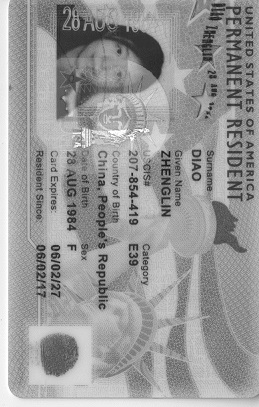 UNITED STATES OF AMERICA
PERMANENT RESIDENT
Surname
DIAO
Given Name
ZHENGLIN
USCIS# Category
207-854-419 E39
Country of Birth
China, People's Republic
Date of Birth Sex
28 AUG 1984 F
Card Expires: 06/02/27
Resident Since: 06/02/17
28 AUG
USA